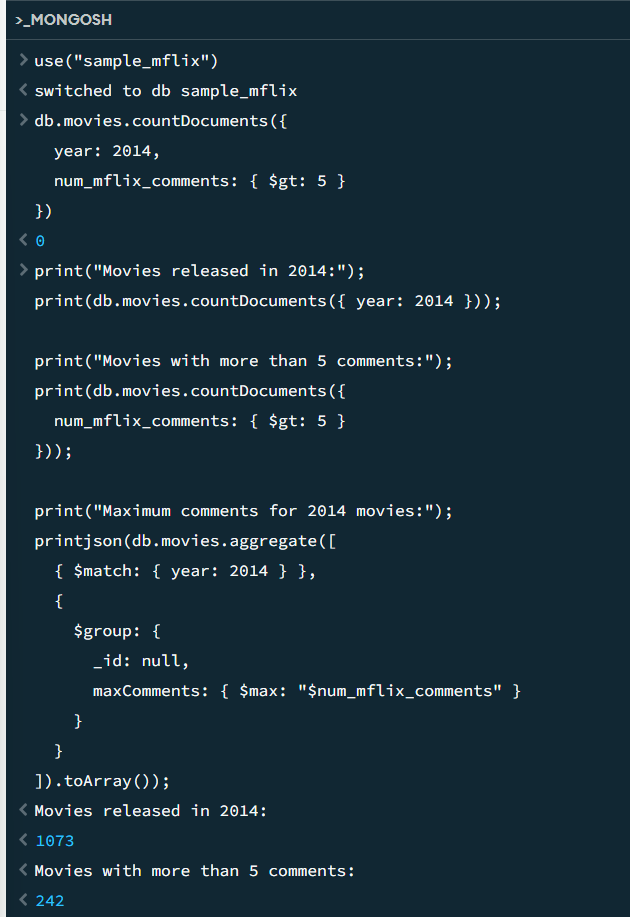 >_MONGOSH
> use("sample_mflix")
< switched to db sample_mflix
> db.movies.countDocuments({
    year: 2014,
    num_mflix_comments: { $gt: 5 }
  })
< 0
> print("Movies released in 2014:");
  print(db.movies.countDocuments({ year: 2014 }));

  print("Movies with more than 5 comments:");
  print(db.movies.countDocuments({
    num_mflix_comments: { $gt: 5 }
  }));

  print("Maximum comments for 2014 movies:");
  printjson(db.movies.aggregate([
    { $match: { year: 2014 } },
    {
      $group: {
        _id: null,
        maxComments: { $max: "$num_mflix_comments" }
      }
    }
  ]).toArray());
< Movies released in 2014:
< 1073
< Movies with more than 5 comments:
< 242